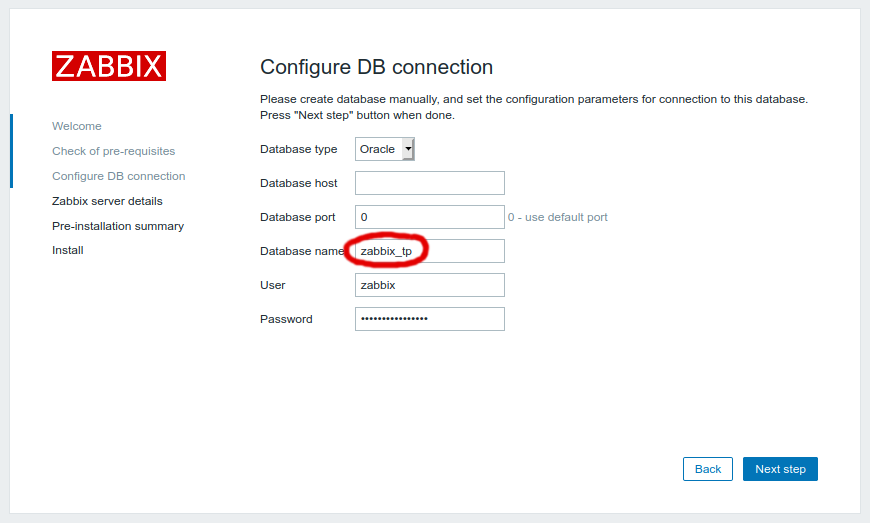 ZABBIX
Welcome
Check of pre-requisites
Configure DB connection
Zabbix server details
Pre-installation summary
Install
Configure DB connection
Please create database manually, and set the configuration parameters for connection to this database.
Press "Next step" button when done.
Database type Oracle
Database host
Database port 0 0 - use default port
Database name zabbix_tp
User zabbix
Password ••••••••••••••••
Back Next step